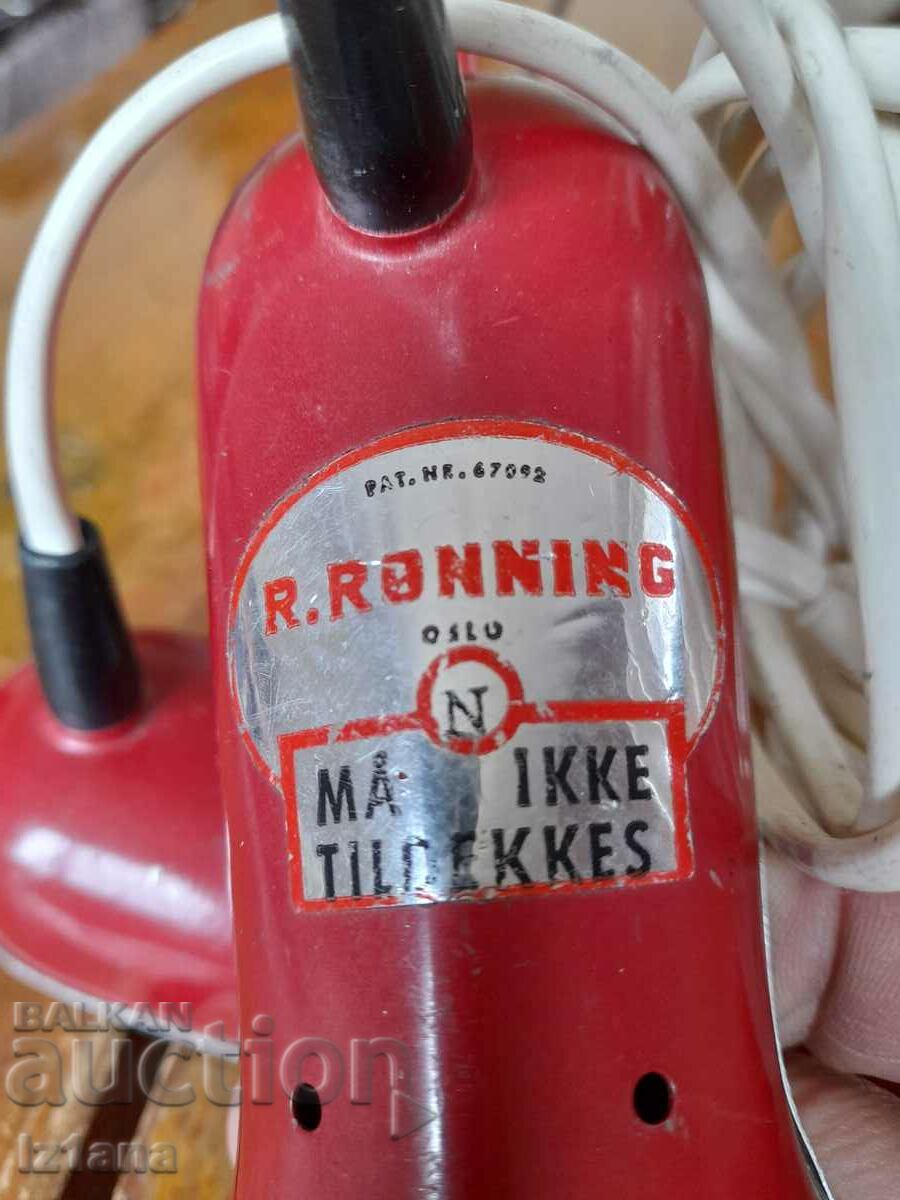 PAT. NR. 67092
R. RØNNING
OSLO
N
MÅ IKKE
TILDEKKES
BALKAN
auction
Iz1ana